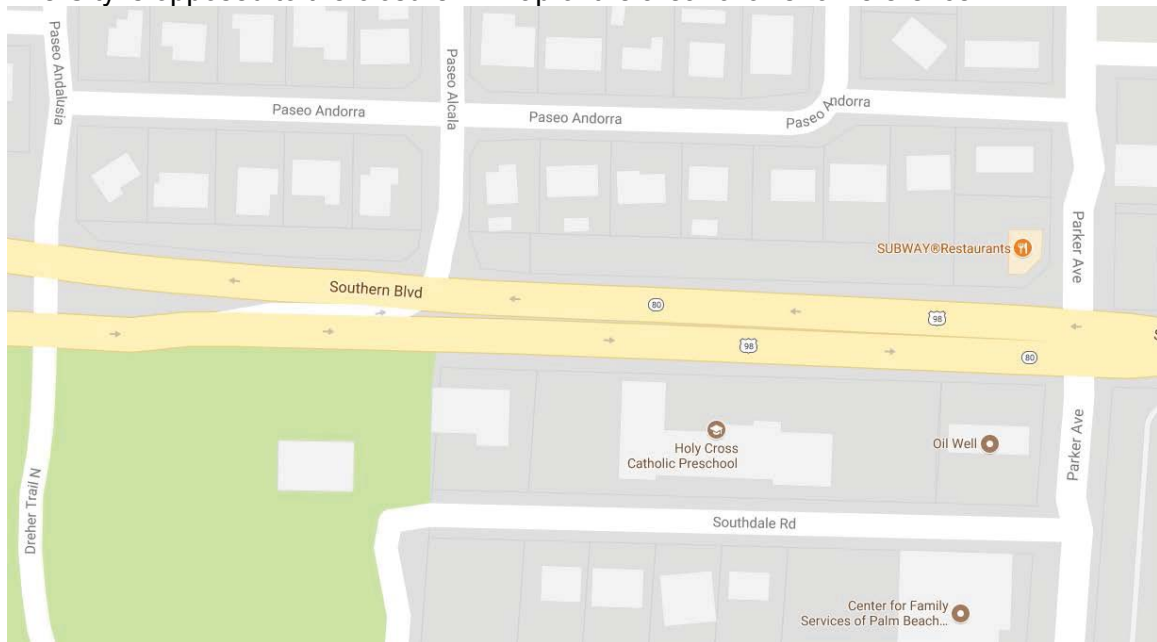 Paseo Andalusia
Paseo Alcala
Paseo Andorra
Paseo Andorra
Paseo Andorra
Parker Ave
SUBWAY®Restaurants
Southern Blvd
80
98
98
80
Holy Cross
Catholic Preschool
Oil Well
Parker Ave
Dreher Trail N
Southdale Rd
Center for Family
Services of Palm Beach...